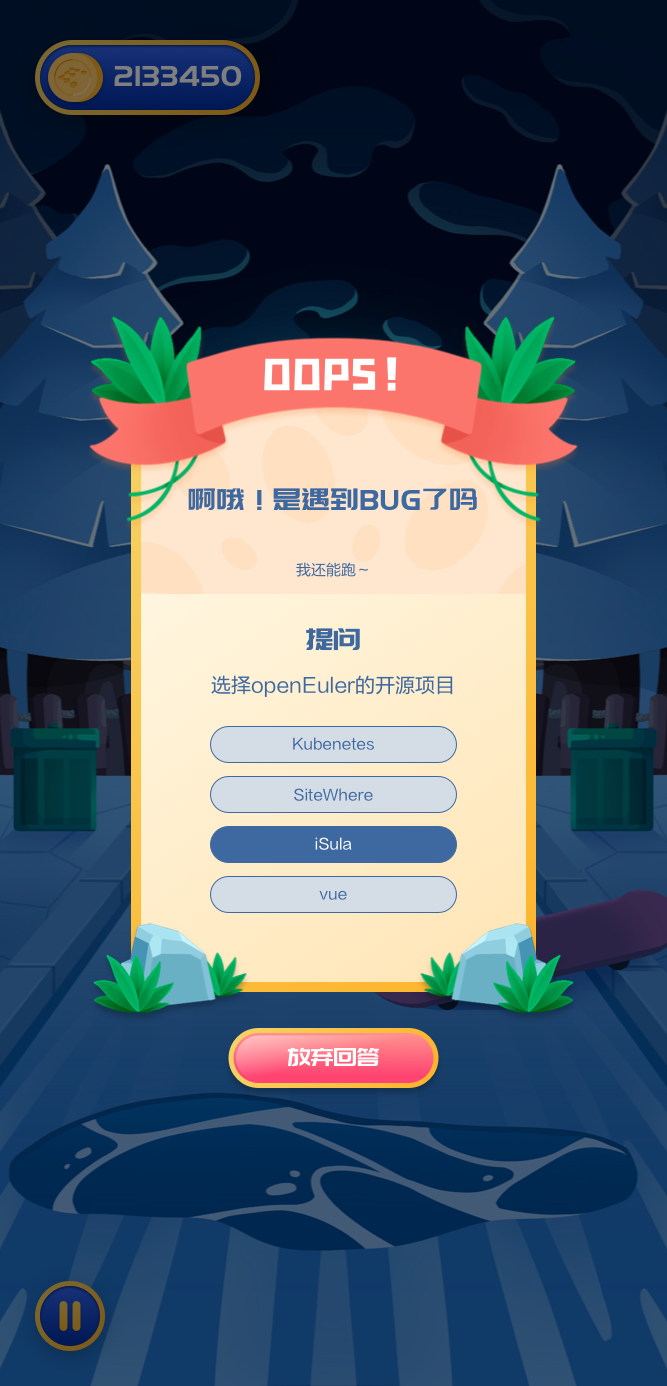 2133450
OOPS!
啊哦！是遇到BUG了吗
我还能跑~
提问
选择openEuler的开源项目
Kubenetes
SiteWhere
iSula
vue
放弃回答